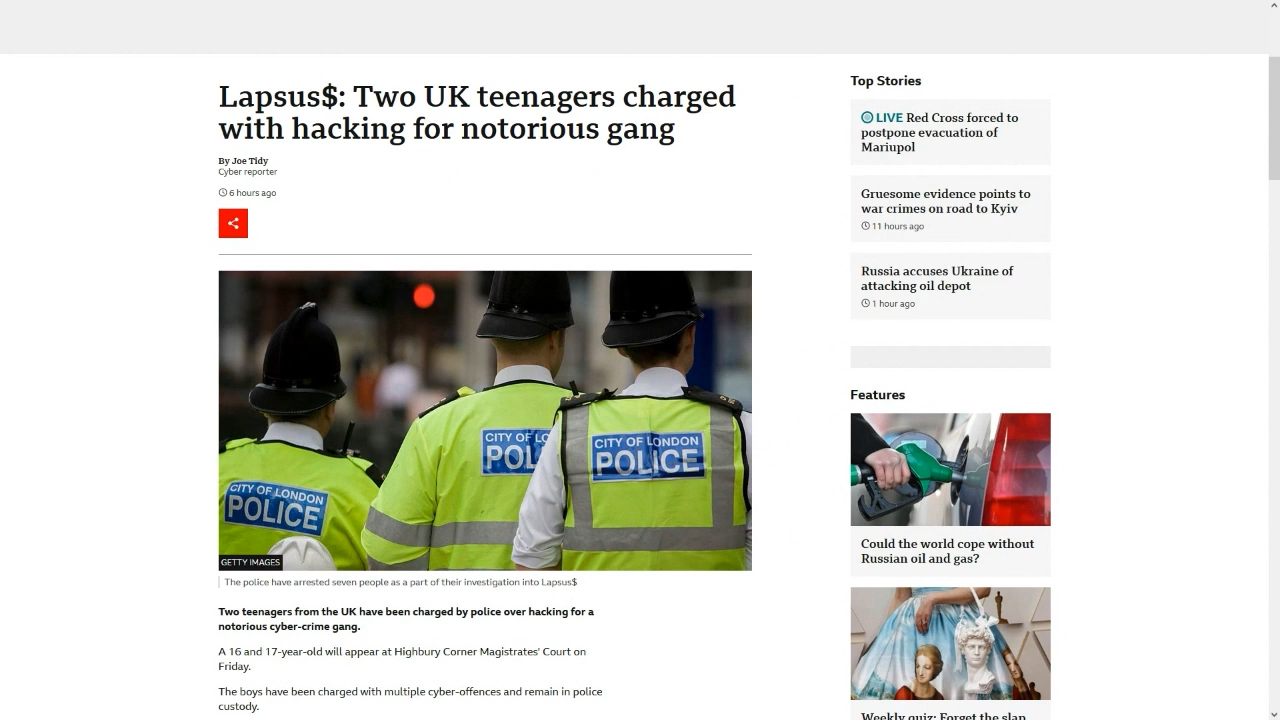 Lapsus$: Two UK teenagers charged
with hacking for notorious gang
By Joe Tidy
Cyber reporter
6 hours ago
CITY OF LONDON
POLICE
CITY OF LO
POL
CITY OF LONDON
POLICE
GETTY IMAGES
The police have arrested seven people as a part of their investigation into Lapsus$
Two teenagers from the UK have been charged by police over hacking for a
notorious cyber-crime gang.
A 16 and 17-year-old will appear at Highbury Corner Magistrates' Court on
Friday.
The boys have been charged with multiple cyber-offences and remain in police
custody.
Top Stories
LIVE Red Cross forced to
postpone evacuation of
Mariupol
Gruesome evidence points to
war crimes on road to Kyiv
11 hours ago
Russia accuses Ukraine of
attacking oil depot
1 hour ago
Features
Could the world cope without
Russian oil and gas?
Weekly quiz: Forget the slap